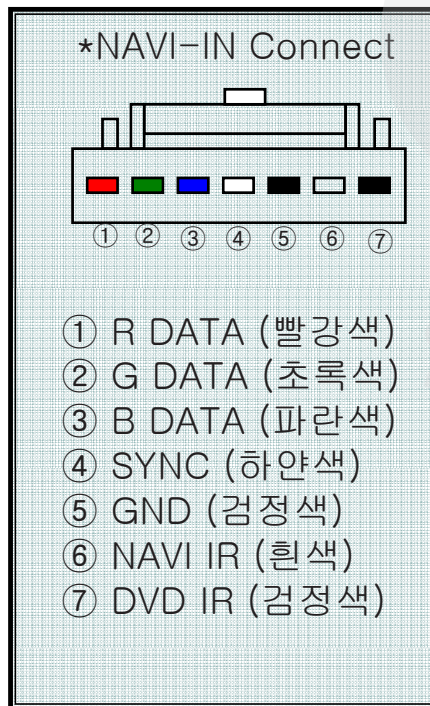 *NAVI-IN Connect
① ② ③ ④ ⑤ ⑥ ⑦
① R DATA (빨강색)
② G DATA (초록색)
③ B DATA (파란색)
④ SYNC (하얀색)
⑤ GND (검정색)
⑥ NAVI IR (흰색)
⑦ DVD IR (검정색)